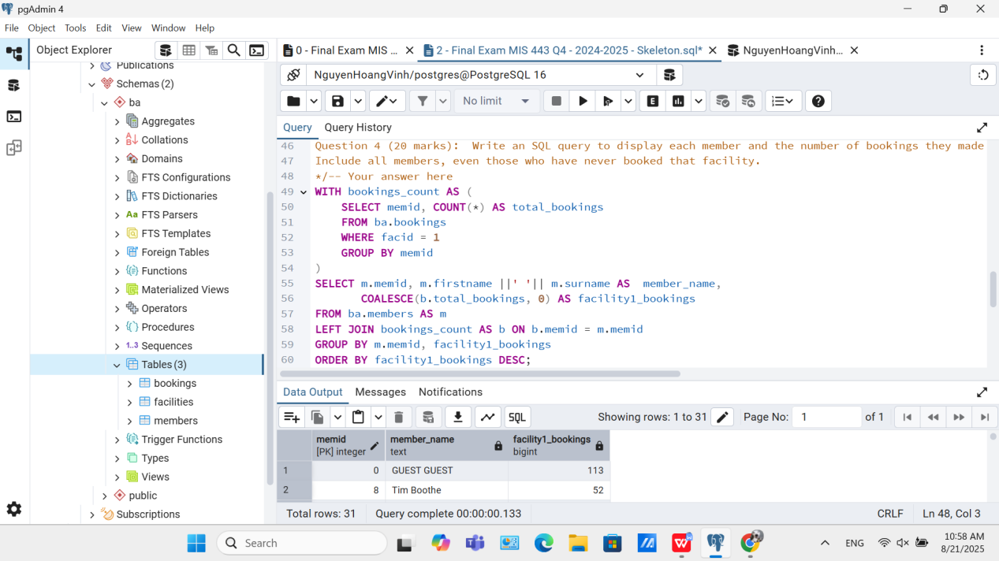 pgAdmin 4
File Object Tools Edit View Window Help
Object Explorer
0 - Final Exam MIS ...
2 - Final Exam MIS 443 Q4 - 2024-2025 - Skeleton.sql*
NguyenHoangVinh...
Publications
Schemas (2)
ba
Aggregates
Collations
Domains
FTS Configurations
FTS Dictionaries
Aa FTS Parsers
FTS Templates
Foreign Tables
Functions
Materialized Views
Operators
Procedures
1..3 Sequences
Tables (3)
bookings
facilities
members
Trigger Functions
Types
Views
public
Subscriptions
NguyenHoangVinh/postgres@PostgreSQL 16
No limit
E
Query Query History
46 Question 4 (20 marks):  Write an SQL query to display each member and the number of bookings they made
47 Include all members, even those who have never booked that facility.
48 */-- Your answer here
49 WITH bookings_count AS (
50 SELECT memid, COUNT(*) AS total_bookings
51 FROM ba.bookings
52 WHERE facid = 1
53 GROUP BY memid
54 )
55 SELECT m.memid, m.firstname ||' '|| m.surname AS  member_name,
56 COALESCE(b.total_bookings, 0) AS facility1_bookings
57 FROM ba.members AS m
58 LEFT JOIN bookings_count AS b ON b.memid = m.memid
59 GROUP BY m.memid, facility1_bookings
60 ORDER BY facility1_bookings DESC;
Data Output Messages Notifications
SQL
Showing rows: 1 to 31
Page No: 1 of 1
memid member_name facility1_bookings
[PK] integer text bigint
1 0 GUEST GUEST 113
2 8 Tim Boothe 52
Total rows: 31 Query complete 00:00:00.133 CRLF Ln 48, Col 3
Search
ENG
10:58 AM
8/21/2025